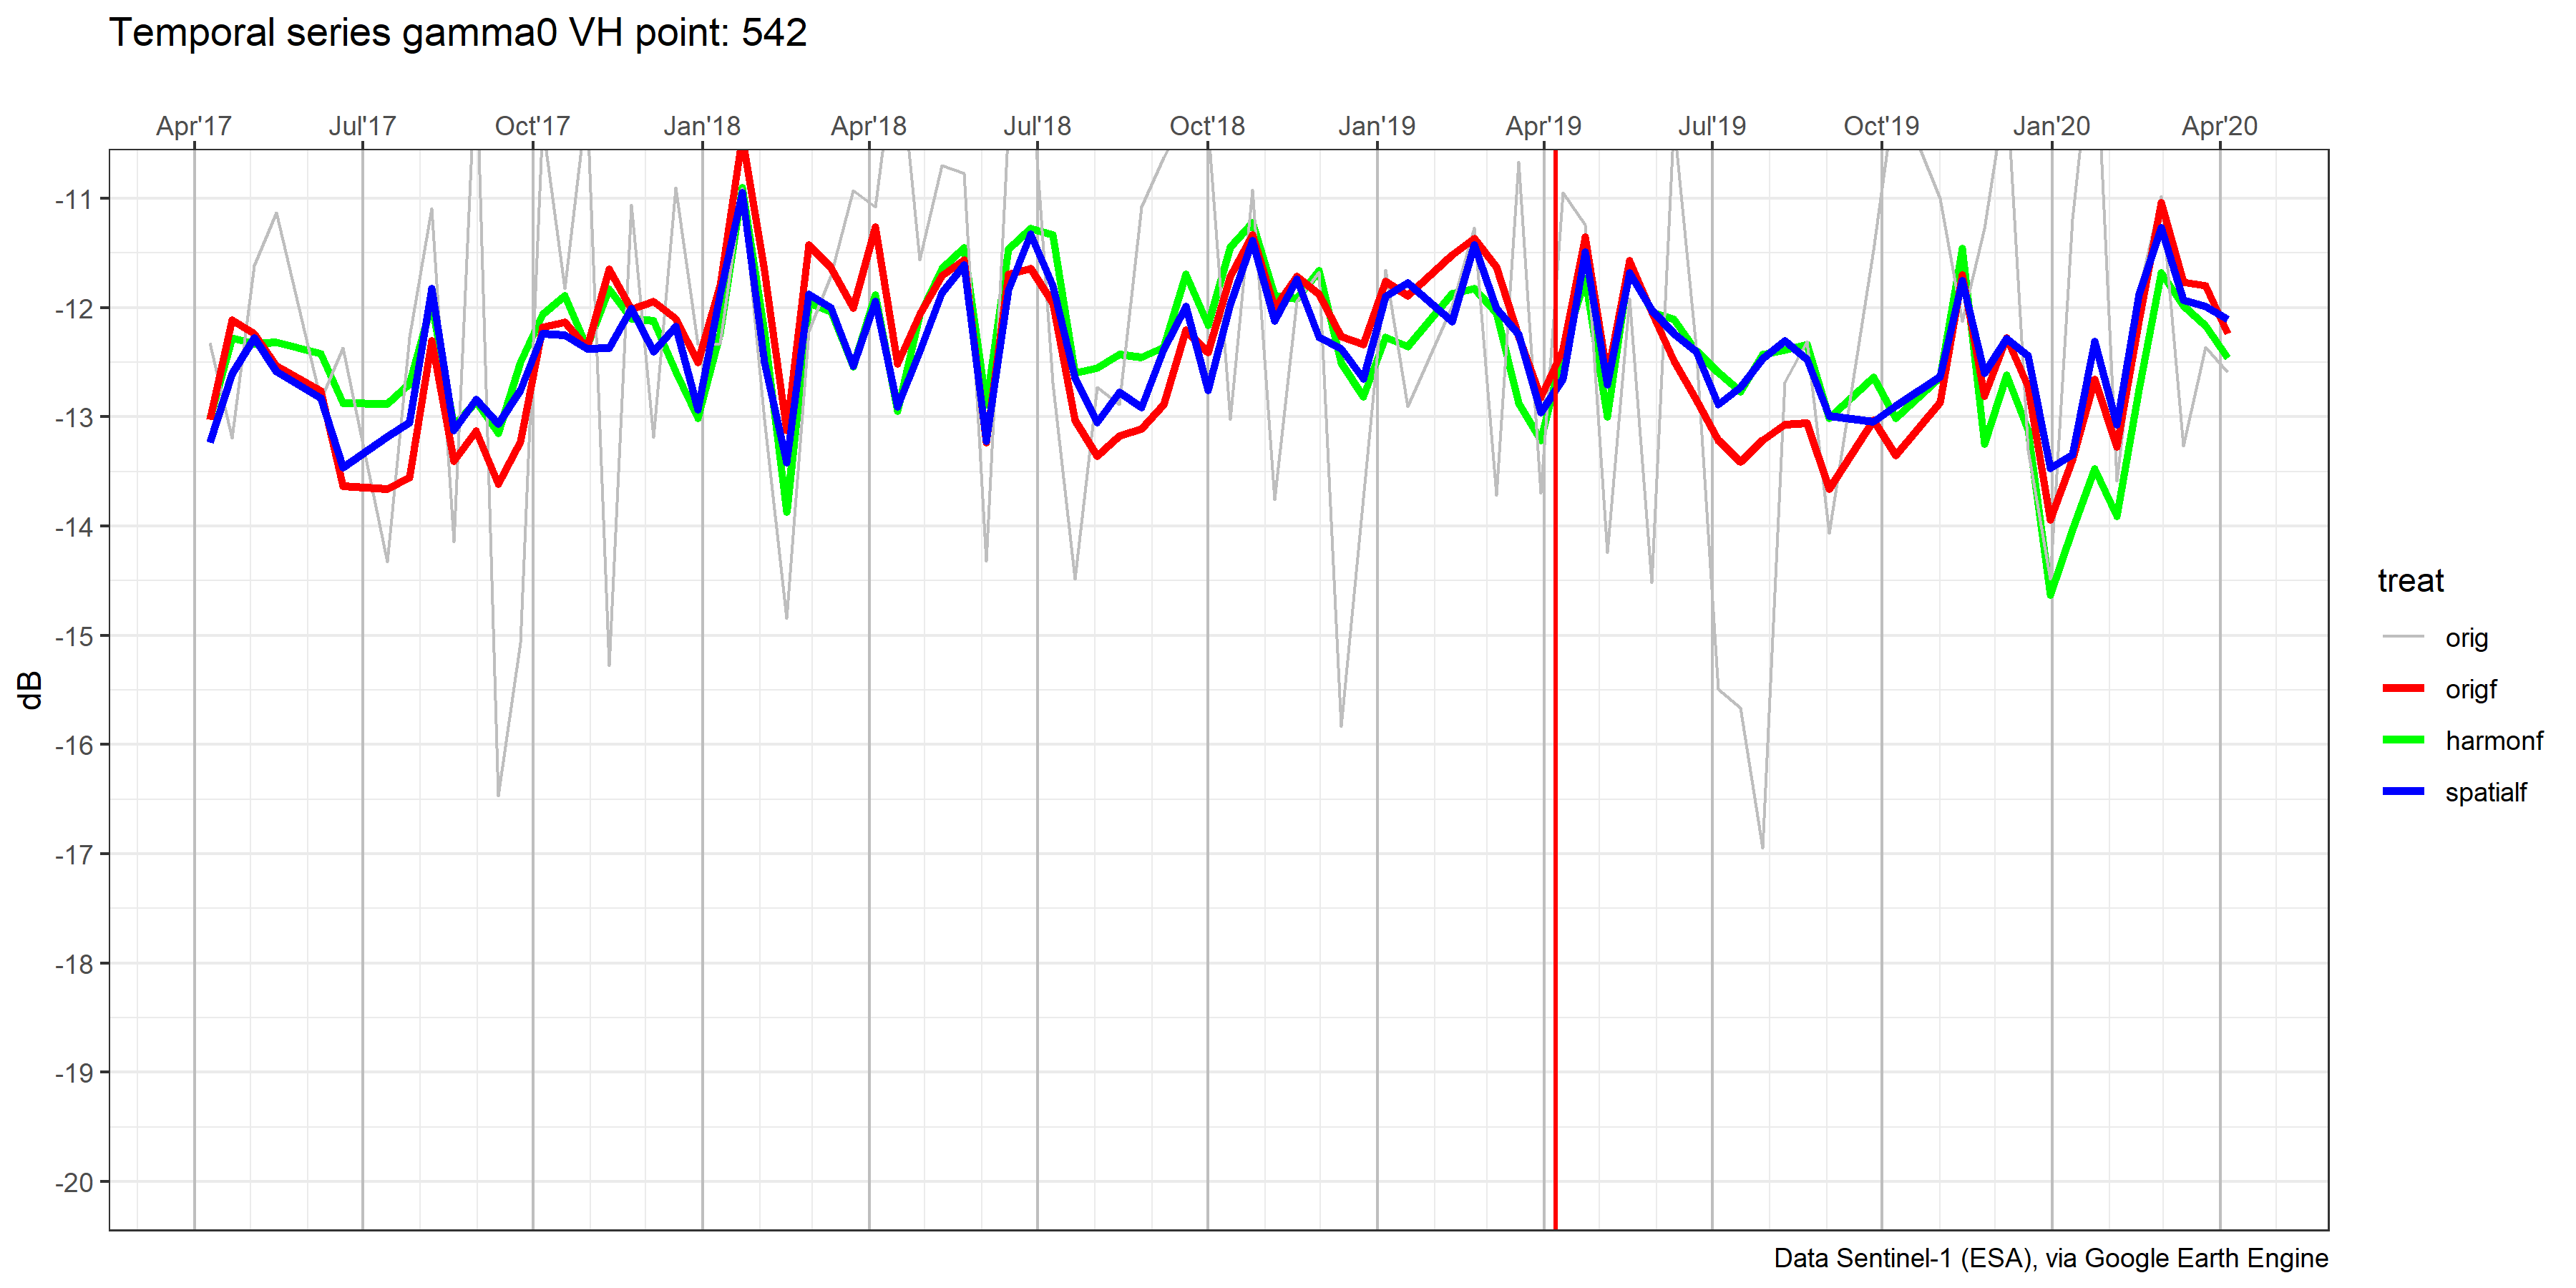 Temporal series gamma0 VH point: 542
Apr'17 Jul'17 Oct'17 Jan'18 Apr'18 Jul'18 Oct'18 Jan'19 Apr'19 Jul'19 Oct'19 Jan'20 Apr'20
-11
-12
-13
-14
-15
-16
-17
-18
-19
-20
dB
treat
orig
origf
harmonf
spatialf
Data Sentinel-1 (ESA), via Google Earth Engine